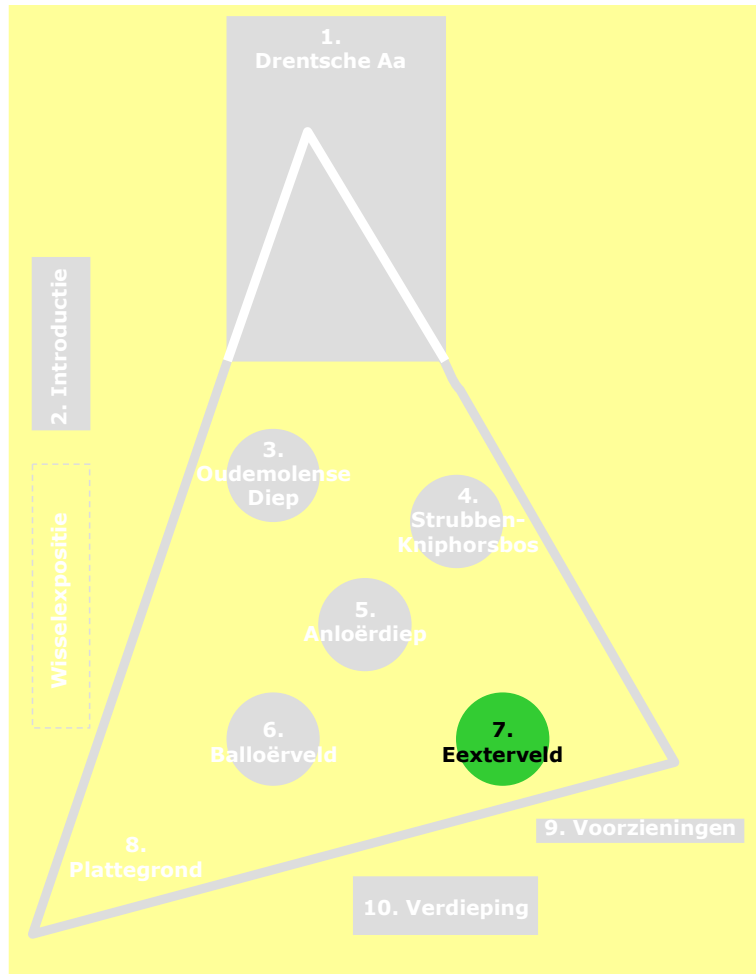 1.
Drentsche Aa
2. Introductie
3.
Oudemolense
Diep
4.
Strubben-
Kniphorsbos
Wisselexpositie
5.
Anloërdiep
6.
Balloërveld
7.
Eexterveld
8.
Plattegrond
9. Voorzieningen
10. Verdieping